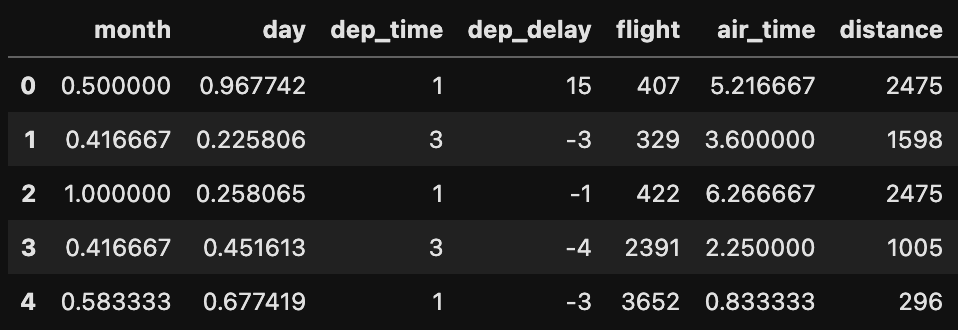 month day dep_time dep_delay flight air_time distance
0 0.500000 0.967742 1 15 407 5.216667 2475
1 0.416667 0.225806 3 -3 329 3.600000 1598
2 1.000000 0.258065 1 -1 422 6.266667 2475
3 0.416667 0.451613 3 -4 2391 2.250000 1005
4 0.583333 0.677419 1 -3 3652 0.833333 296